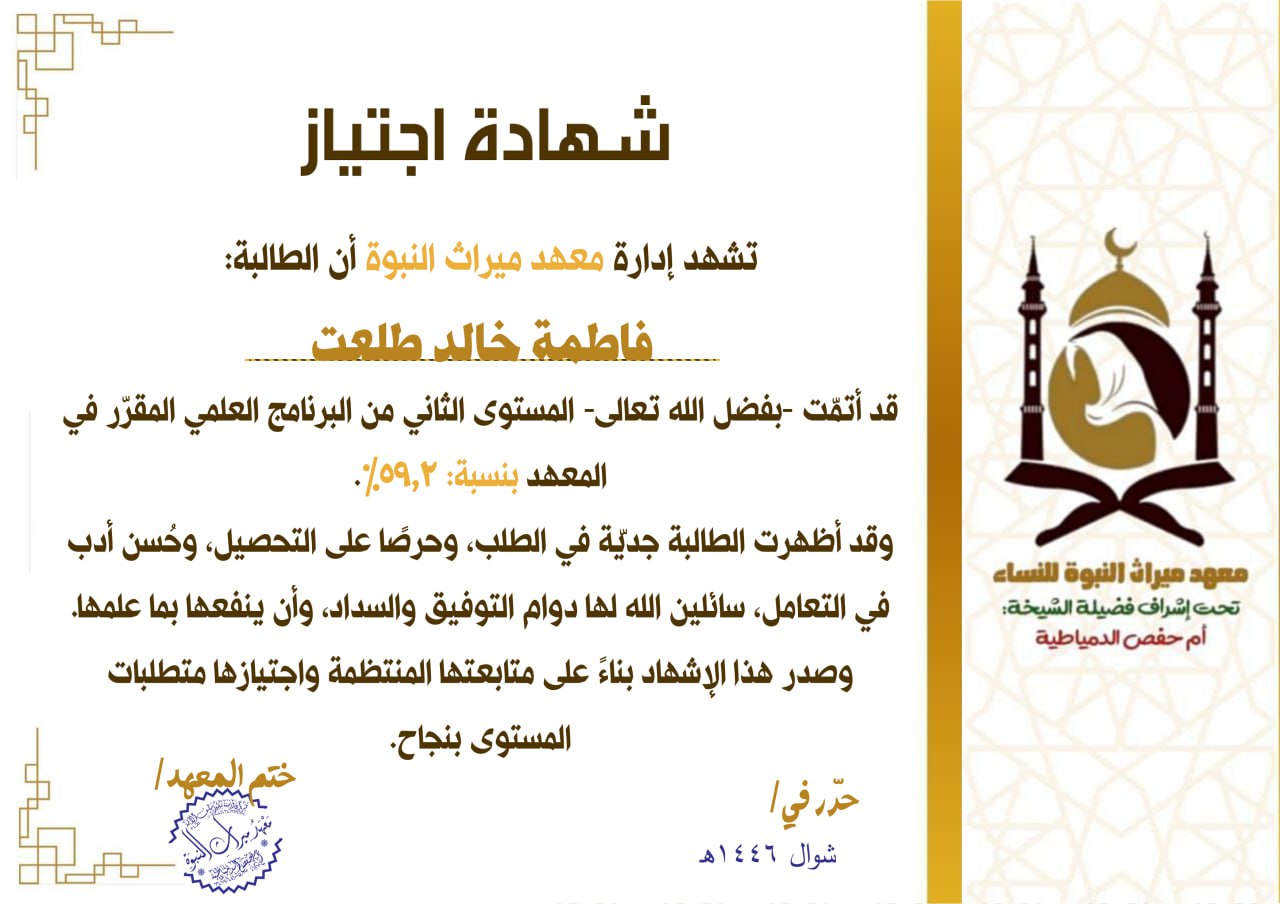 شهادة اجتياز
تشهد إدارة معهد ميراث النبوة أن الطالبة:
فاطمة خالد طلعت
قد أتمّت -بفضل الله تعالى- المستوى الثاني من البرنامج العلمي المقرّر في
المعهد بنسبة: ٥٩,٢٪.
وقد أظهرت الطالبة جديّة في الطلب، وحرصًا على التحصيل، وحُسن أدب
في التعامل، سائلين الله لها دوام التوفيق والسداد، وأن ينفعها بما علمها.
وصدر هذا الإشهاد بناءً على متابعتها المنتظمة واجتيازها متطلبات
المستوى بنجاح.
حدّر في/
شوال ١٤٤٦هـ
ختم المعهد/
معهد ميراث النبوة
معهد ميراث النبوة للنساء
تحت إشراف فضيلة الشيخة:
أم حفص الدمياطية